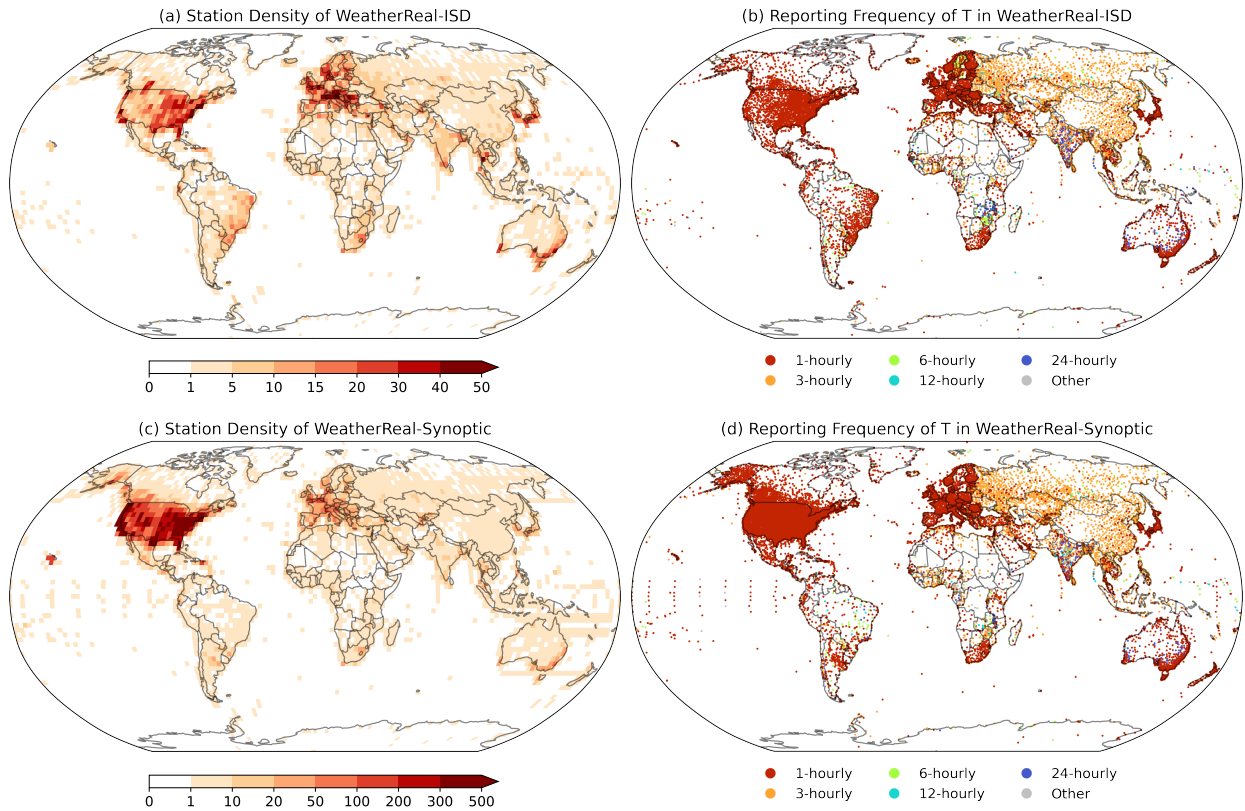 (a) Station Density of WeatherReal-ISD
(b) Reporting Frequency of T in WeatherReal-ISD
0 1 5 10 15 20 30 40 50
1-hourly 6-hourly 24-hourly
3-hourly 12-hourly Other
(c) Station Density of WeatherReal-Synoptic
(d) Reporting Frequency of T in WeatherReal-Synoptic
0 1 10 20 50 100 200 300 500
1-hourly 6-hourly 24-hourly
3-hourly 12-hourly Other